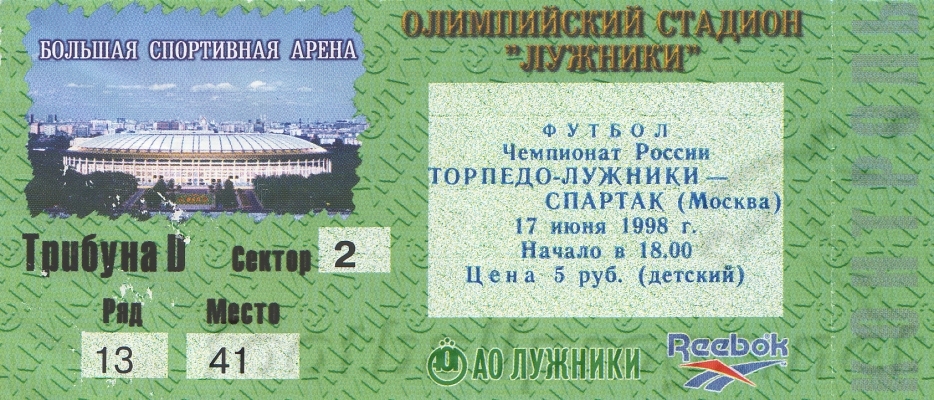 БОЛЬШАЯ СПОРТИВНАЯ АРЕНА
ОЛИМПИЙСКИЙ СТАДИОН
"ЛУЖНИКИ"
ФУТБОЛ
Чемпионат России
ТОРПЕДО-ЛУЖНИКИ—
СПАРТАК (Москва)
17 июня 1998 г.
Начало в 18.00
Цена 5 руб. (детский)
Трибуна D Сектор 2
Ряд Место
13 41
АО ЛУЖНИКИ
Reebok
КОНТРОЛЬ